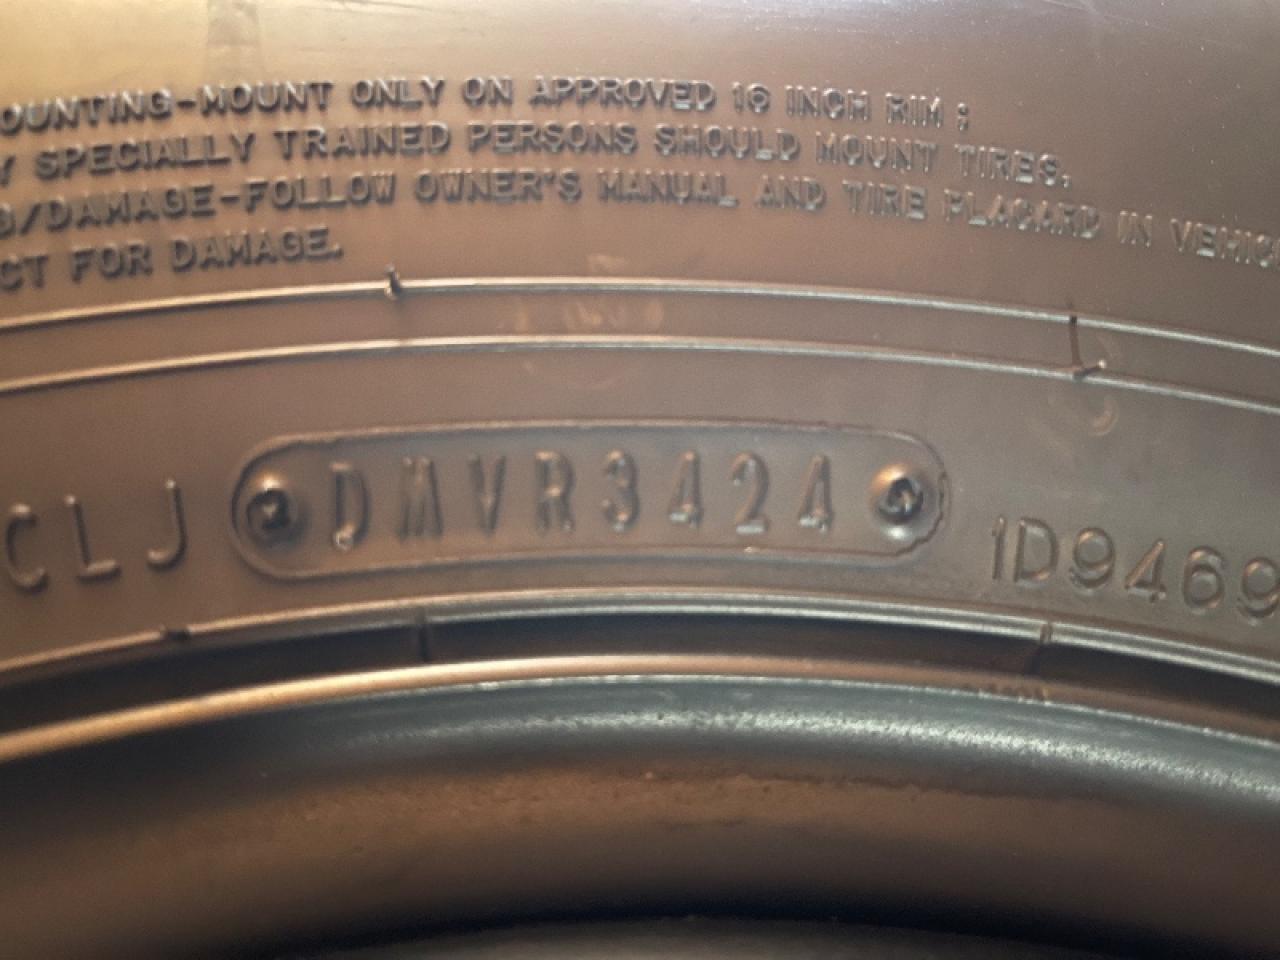 OUNTING-MOUNT ONLY ON APPROVED 16 INCH RIM:
Y SPECIALLY TRAINED PERSONS SHOULD MOUNT TIRES.
/DAMAGE-FOLLOW OWNER'S MANUAL AND TIRE PLACARD IN VEHIC
CT FOR DAMAGE.
CLJ DMVR3424 1D9469